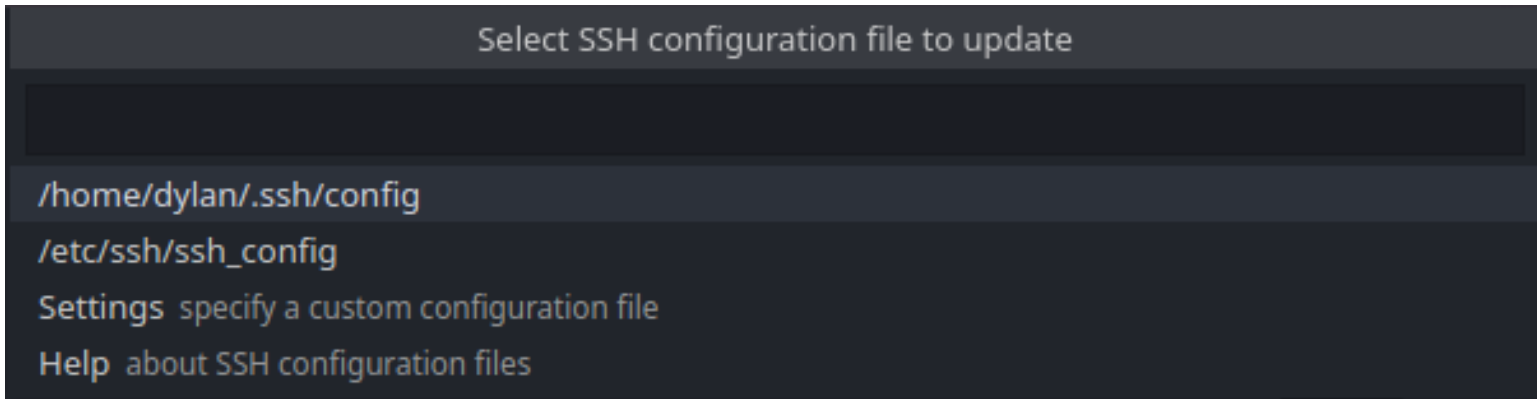 Select SSH configuration file to update
/home/dylan/.ssh/config
/etc/ssh/ssh_config
Settings specify a custom configuration file
Help about SSH configuration files